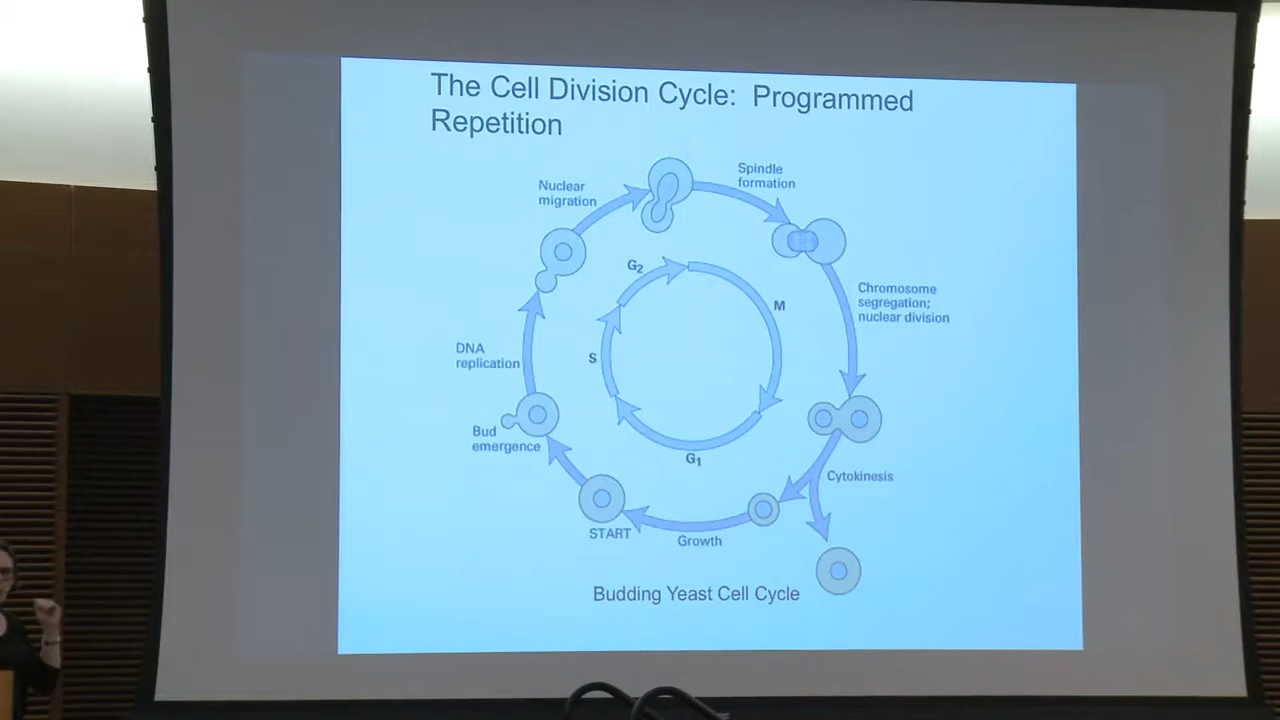 The Cell Division Cycle: Programmed
Repetition
Nuclear
migration
Spindle
formation
G₂
M
Chromosome
segregation;
nuclear division
DNA
replication
S
Bud
emergence
G₁
Cytokinesis
START
Growth
Budding Yeast Cell Cycle